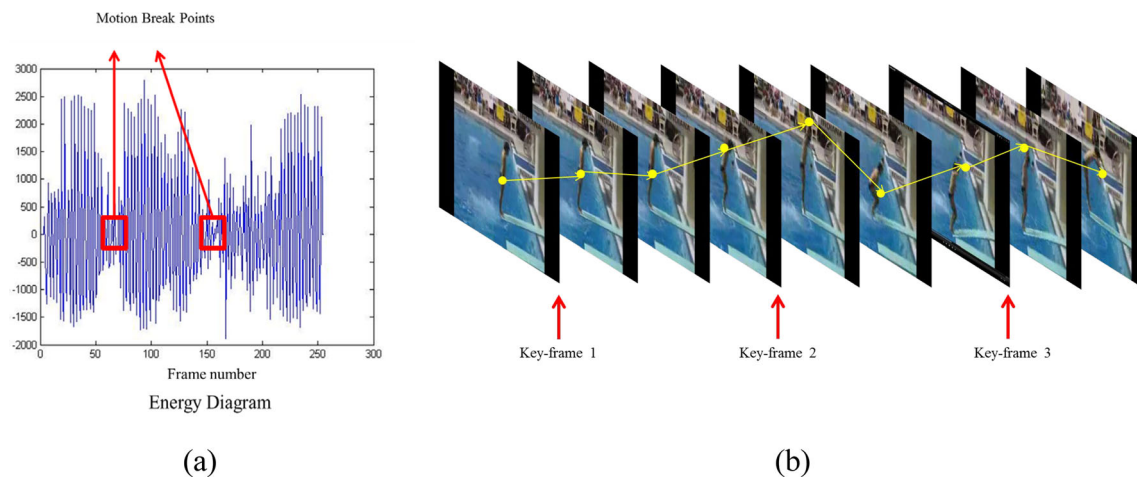 Motion Break Points
3000
2500
2000
1500
1000
500
0
-500
-1000
-1500
-2000
0 50 100 150 200 250 300
Frame number
Energy Diagram
(a)
Key-frame 1
Key-frame 2
Key-frame 3
(b)